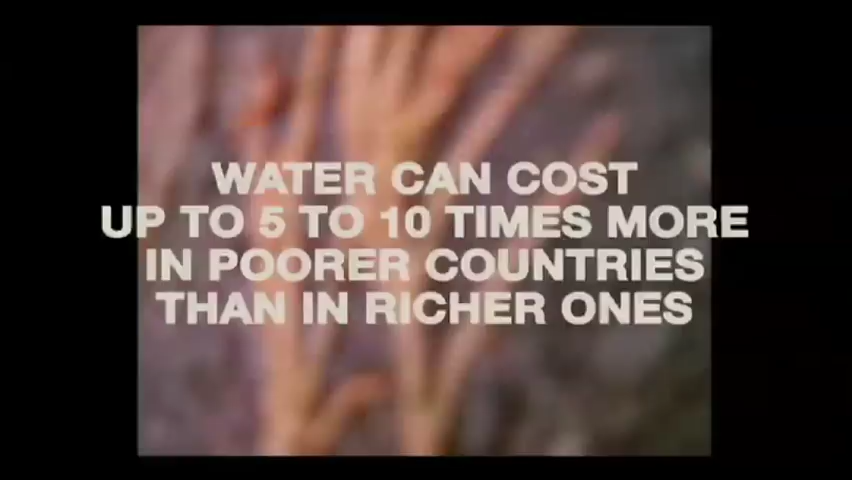 WATER CAN COST
UP TO 5 TO 10 TIMES MORE
IN POORER COUNTRIES
THAN IN RICHER ONES